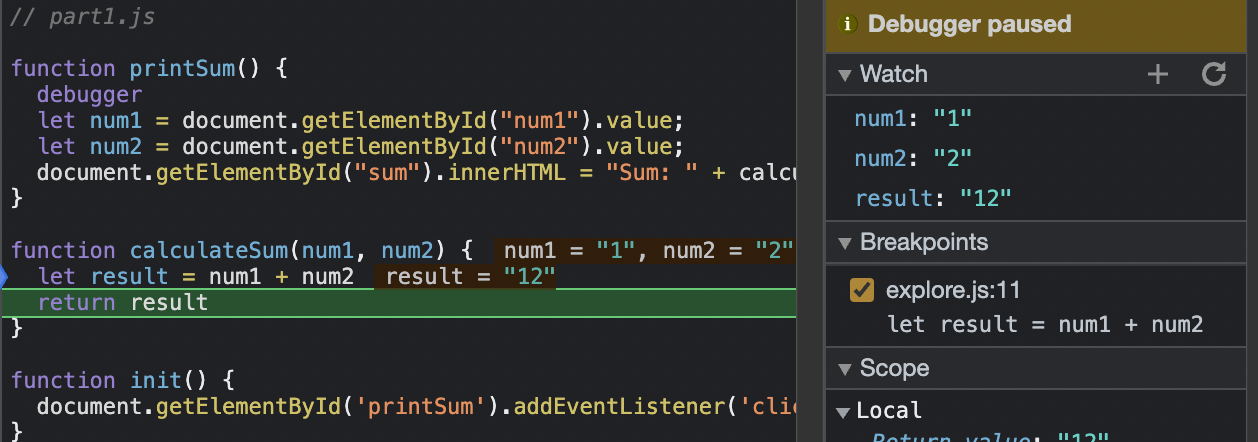 // part1.js
function printSum() {
debugger
let num1 = document.getElementById("num1").value;
let num2 = document.getElementById("num2").value;
document.getElementById("sum").innerHTML = "Sum: " + calcu
}
function calculateSum(num1, num2) { num1 = "1", num2 = "2"
let result = num1 + num2 result = "12"
return result
}
function init() {
document.getElementById('printSum').addEventListener('clic
}
i Debugger paused
Watch
num1: "1"
num2: "2"
result: "12"
Breakpoints
explore.js:11
let result = num1 + num2
Scope
Local
Return value: "12"